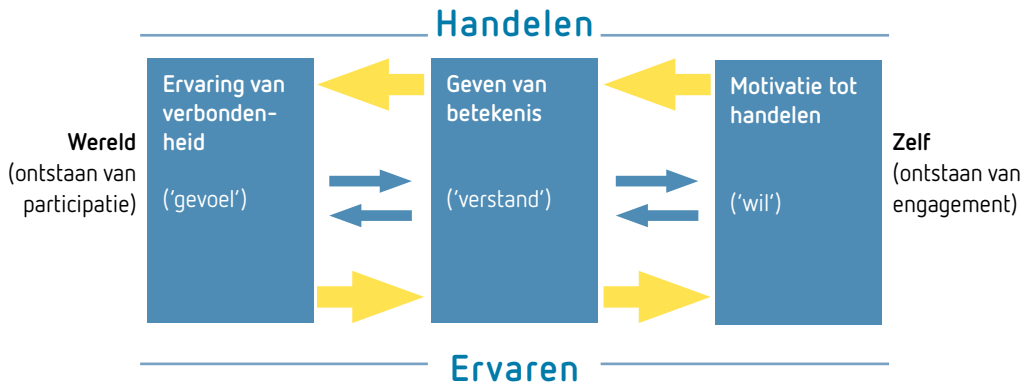 Handelen
Wereld
(ontstaan van
participatie)
Ervaring van
verbonden-
heid
('gevoel')
Geven van
betekenis
('verstand')
Motivatie tot
handelen
('wil')
Zelf
(ontstaan van
engagement)
Ervaren